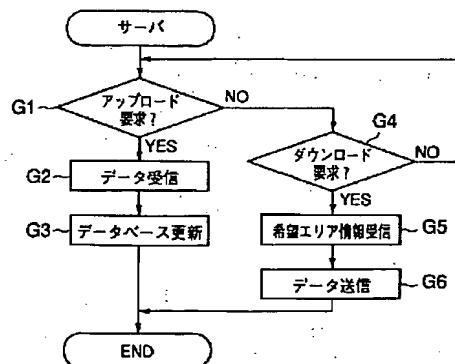 サーバ
G1
アップロード
要求?
NO
YES
G4
ダウンロード
要求?
NO
YES
G2
データ受信
G3
データベース更新
希望エリア情報受信
G5
データ送信
G6
END